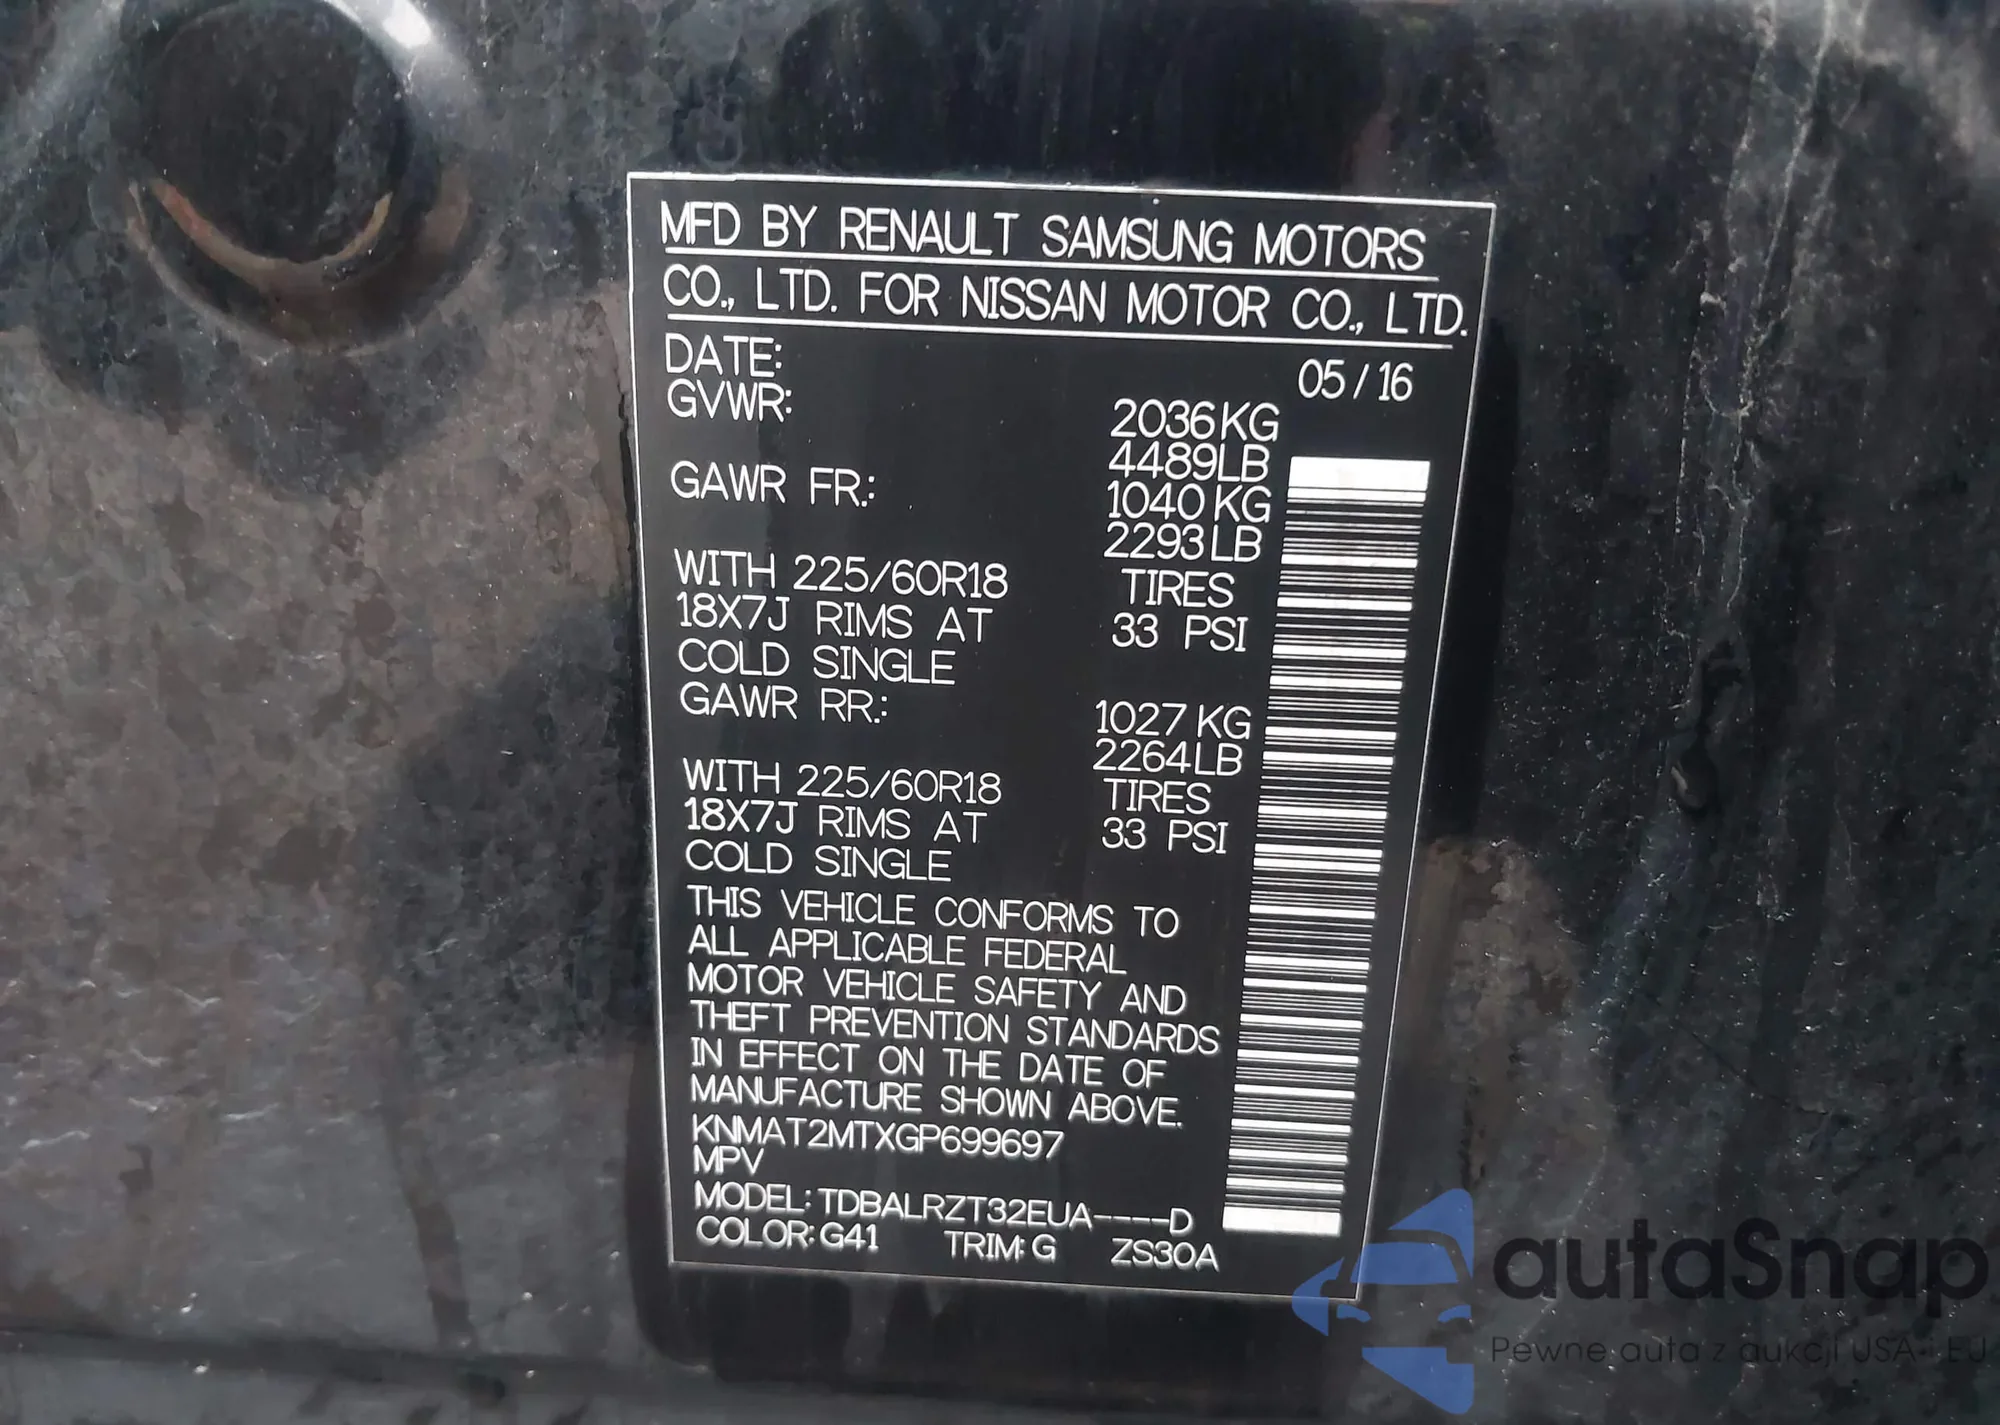 MFD BY RENAULT SAMSUNG MOTORS
CO., LTD. FOR NISSAN MOTOR CO., LTD.
DATE: 05/16
GVWR: 2036KG
4489LB
GAWR FR.: 1040KG
2293LB
WITH 225/60R18 TIRES
18X7J RIMS AT 33 PSI
COLD SINGLE
GAWR RR.: 1027KG
2264LB
WITH 225/60R18 TIRES
18X7J RIMS AT 33 PSI
COLD SINGLE
THIS VEHICLE CONFORMS TO
ALL APPLICABLE FEDERAL
MOTOR VEHICLE SAFETY AND
THEFT PREVENTION STANDARDS
IN EFFECT ON THE DATE OF
MANUFACTURE SHOWN ABOVE.
KNMAT2MTXGP699697
MPV
MODEL: TDBALRZT32EUA----D
COLOR: G41 TRIM: G ZS30A
autaSnap
Pewne auta z aukcji USA i EU